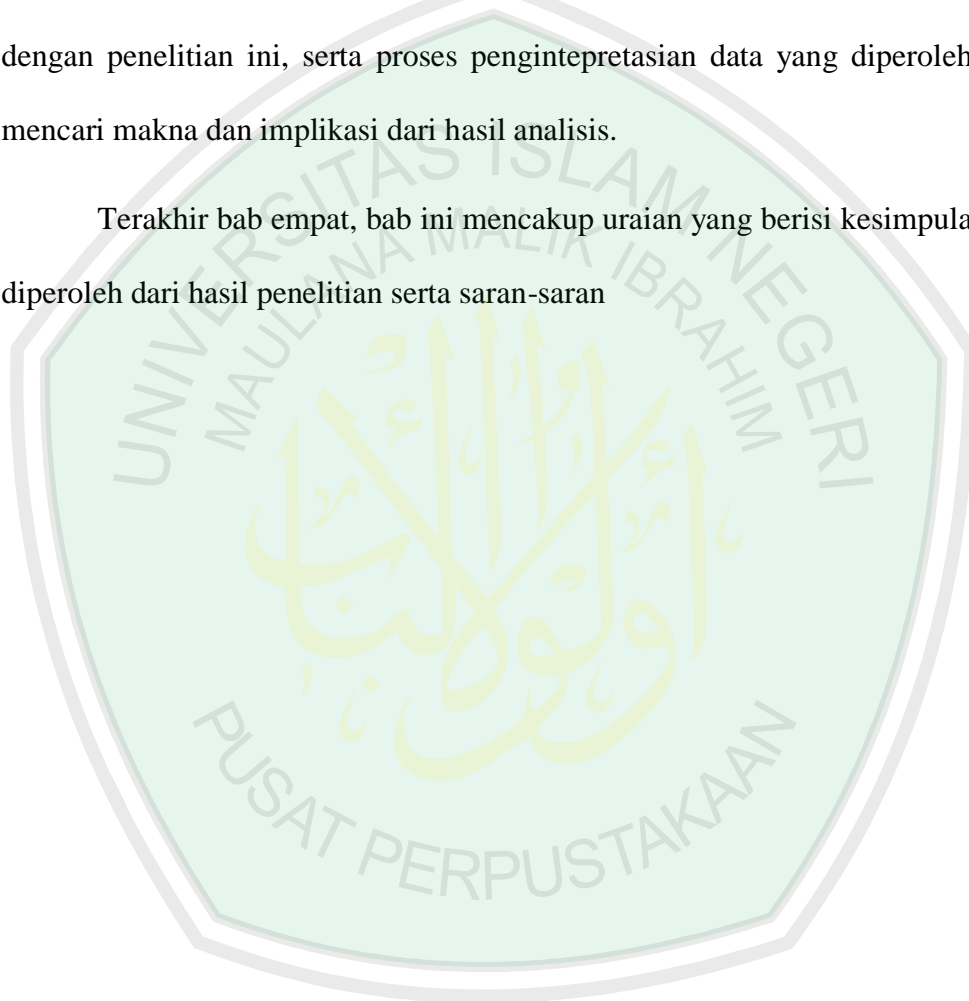 dengan penelitian ini, serta proses pengintepretasian data yang diperoleh
mencari makna dan implikasi dari hasil analisis.
Terakhir bab empat, bab ini mencakup uraian yang berisi kesimpula
diperoleh dari hasil penelitian serta saran-saran
UNIVERSITAS ISLAM NEGERI
MAULANA MALIK IBRAHIM
PUSAT PERPUSTAKAAN